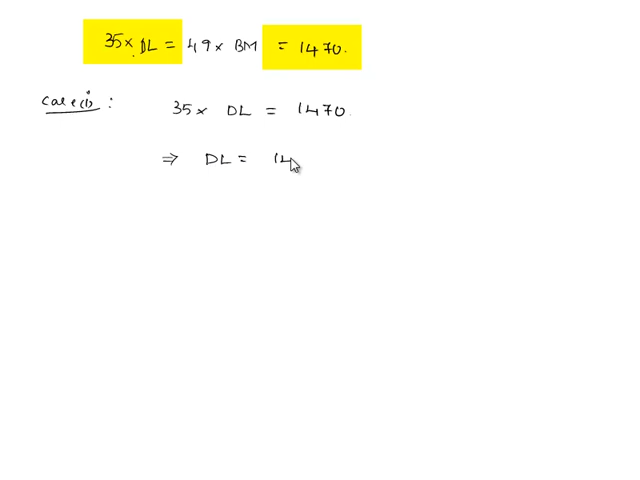 35 × DL = 49 × BM = 1470.
Case(i) :
35 × DL = 1470.
⇒ DL = 14